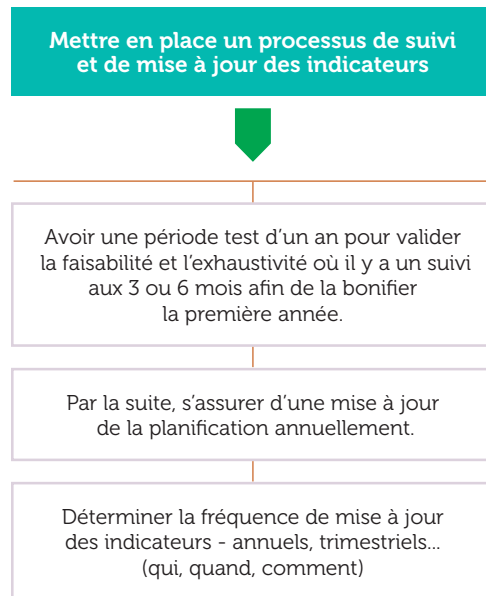 Mettre en place un processus de suivi
et de mise à jour des indicateurs
Avoir une période test d’un an pour valider
la faisabilité et l’exhaustivité où il y a un suivi
aux 3 ou 6 mois afin de la bonifier
la première année.
Par la suite, s’assurer d’une mise à jour
de la planification annuellement.
Déterminer la fréquence de mise à jour
des indicateurs - annuels, trimestriels...
(qui, quand, comment)